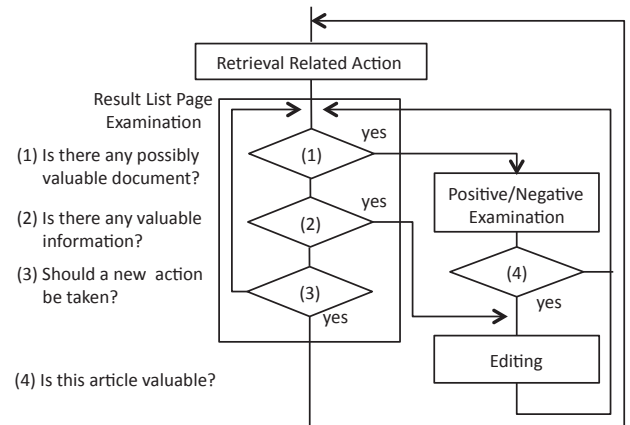 Retrieval Related Action
Result List Page
Examination
yes
(1) Is there any possibly
valuable document?
(1)
Positive/Negative
Examination
yes
(2) Is there any valuable
information?
(2)
(3) Should a new action
be taken?
(3)
(4)
yes
yes
Editing
(4) Is this article valuable?